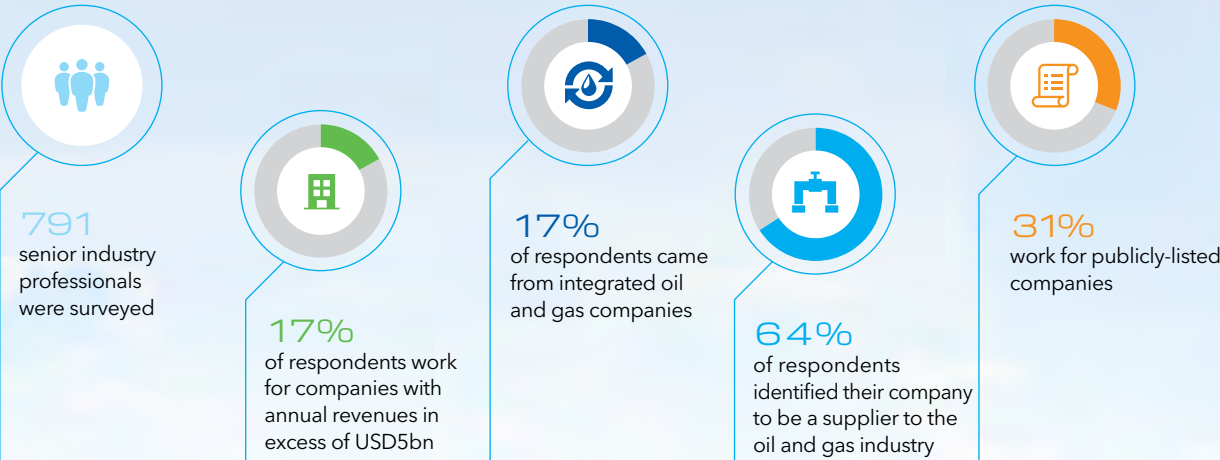 791
senior industry
professionals
were surveyed
17%
of respondents work
for companies with
annual revenues in
excess of USD5bn
17%
of respondents came
from integrated oil
and gas companies
64%
of respondents
identified their company
to be a supplier to the
oil and gas industry
31%
work for publicly-listed
companies